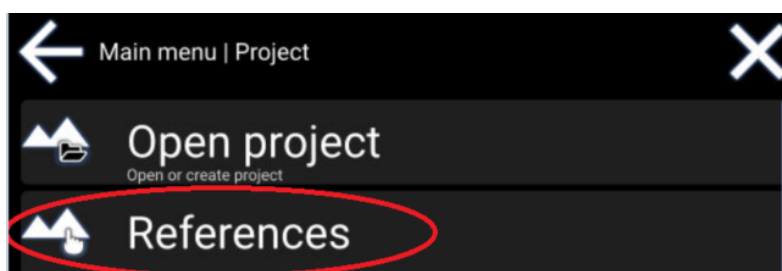 Main menu | Project
Open project
Open or create project
References